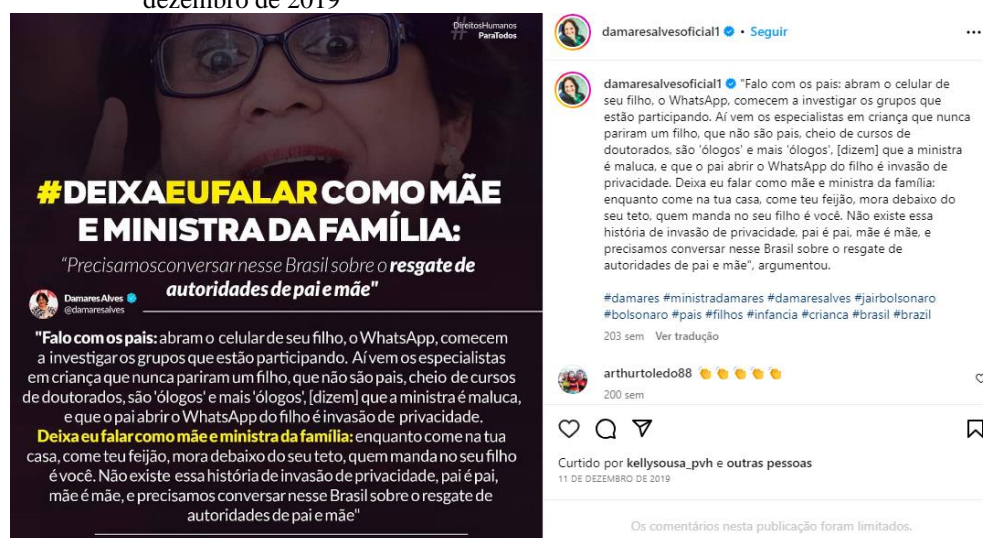 dezembro de 2019
#
DireitosHumanos
ParaTodos
#DEIXAEUFALAR COMO MÃE
E MINISTRA DA FAMÍLIA:
"Precisamos conversar nesse Brasil sobre o resgate de
autoridades de pai e mãe"
Damares Alves
@damaresalves
"Falo com os pais: abram o celular de seu filho, o WhatsApp, comecem
a investigar os grupos que estão participando. Aí vem os especialistas
em criança que nunca pariram um filho, que não são pais, cheio de cursos
de doutorados, são 'ólogos' e mais 'ólogos', [dizem] que a ministra é maluca,
e que o pai abrir o WhatsApp do filho é invasão de privacidade.
Deixa eu falar como mãe e ministra da família: enquanto come na tua
casa, come teu feijão, mora debaixo do seu teto, quem manda no seu filho
é você. Não existe essa história de invasão de privacidade, pai é pai,
mãe é mãe, e precisamos conversar nesse Brasil sobre o resgate de
autoridades de pai e mãe"
damaresalvesoficial1 • Seguir
...
damaresalvesoficial1 "Falo com os pais: abram o celular de
seu filho, o WhatsApp, comecem a investigar os grupos que
estão participando. Aí vem os especialistas em criança que nunca
pariram um filho, que não são pais, cheio de cursos de
doutorados, são 'ólogos' e mais 'ólogos', [dizem] que a ministra
é maluca, e que o pai abrir o WhatsApp do filho é invasão de
privacidade. Deixa eu falar como mãe e ministra da família:
enquanto come na tua casa, come teu feijão, mora debaixo do
seu teto, quem manda no seu filho é você. Não existe essa
história de invasão de privacidade, pai é pai, mãe é mãe, e
precisamos conversar nesse Brasil sobre o resgate de
autoridades de pai e mãe", argumentou.
#damares #ministradamares #damaresalves #jairbolsonaro
#bolsonaro #pais #filhos #infancia #crianca #brasil #brazil
203 sem Ver tradução
arthurtoledo88 👏👏👏👏👏
200 sem
Curtido por kellysousa_pvh e outras pessoas
11 DE DEZEMBRO DE 2019
Os comentários nesta publicação foram limitados.